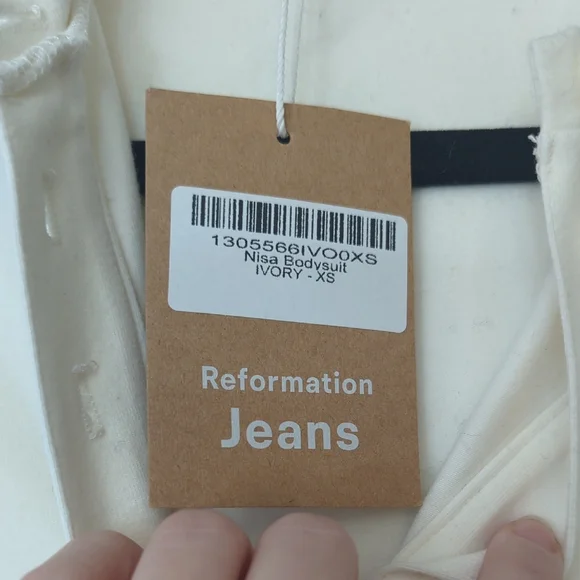 1305566IVO0XS
Nisa Bodysuit
IVORY - XS
Reformation
Jeans